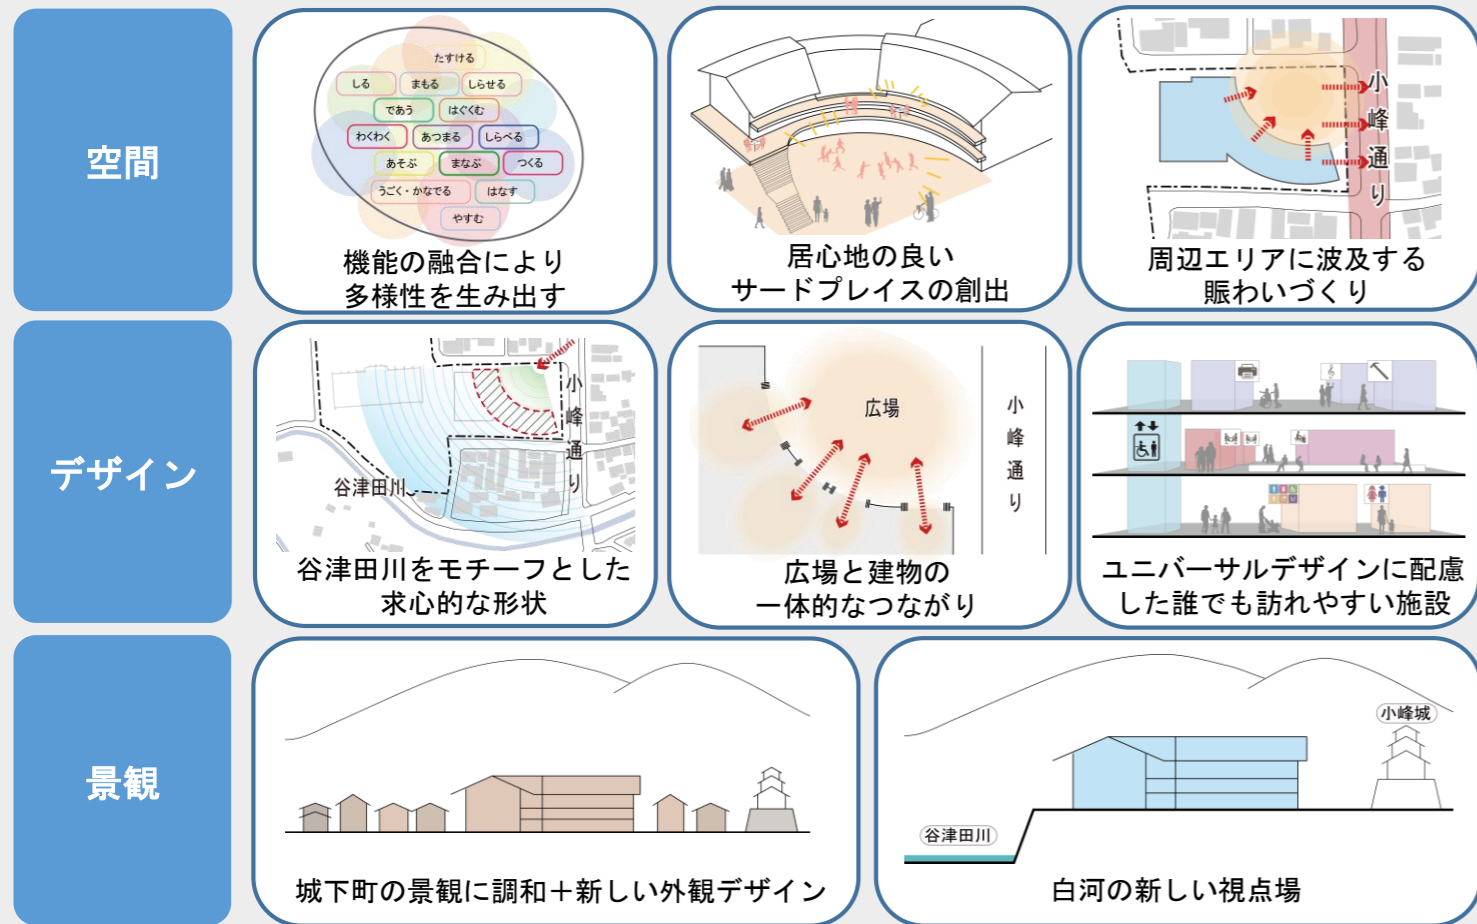 空間
たすける
しる
まもる
しらせる
であう
はぐくむ
わくわく
あつまる
しらべる
あそぶ
まなぶ
つくる
うごく・かなでる
はなす
やすむ
機能の融合により
多様性を生み出す
居心地の良い
サードプレイスの創出
小峰通り
周辺エリアに波及する
賑わいづくり
デザイン
小峰通り
谷津田川
谷津田川をモチーフとした
求心的な形状
広場
小峰通り
広場と建物の
一体的なつながり
ユニバーサルデザインに配慮
した誰でも訪れやすい施設
景観
城下町の景観に調和＋新しい外観デザイン
小峰城
谷津田川
白河の新しい視点場